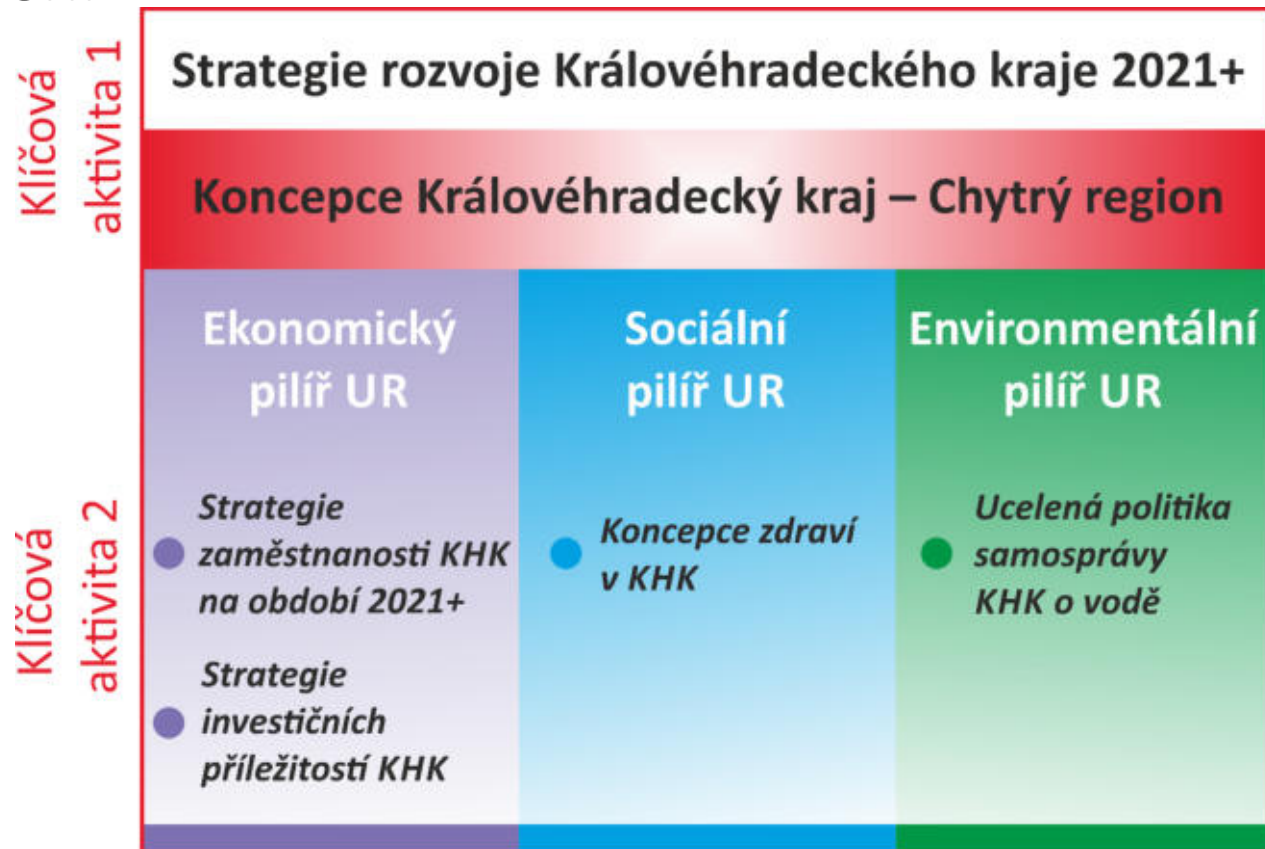 Klíčová
aktivita 1
Strategie rozvoje Královéhradeckého kraje 2021+
Koncepce Královéhradecký kraj – Chytrý region
Klíčová
aktivita 2
Ekonomický
pilíř UR
Strategie
zaměstnanosti KHK
na období 2021+
Strategie
investičních
příležitostí KHK
Sociální
pilíř UR
Koncepce zdraví
v KHK
Environmentální
pilíř UR
Ucelená politika
samosprávy
KHK o vodě